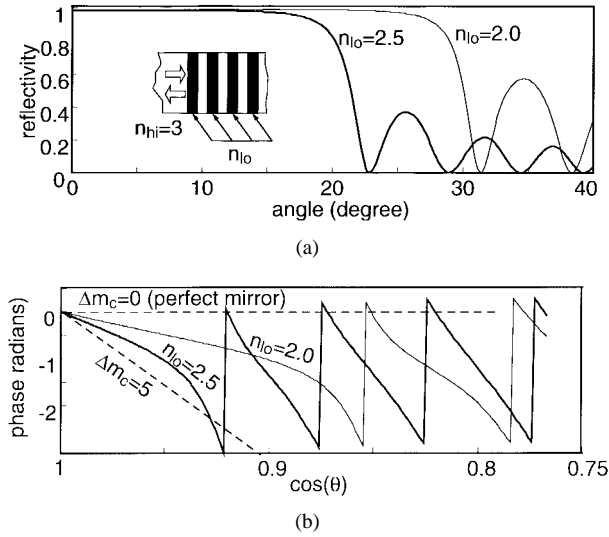 1
0.8
0.6
0.4
0.2
0
reflectivity
n_lo=2.5
n_lo=2.0
n_hi=3
n_lo
0
10
20
30
40
angle (degree)
(a)
0
-1
-2
phase radians
Δm_c=0 (perfect mirror)
n_lo=2.0
n_lo=2.5
Δm_c=5
1
0.9
0.8
0.75
cos(θ)
(b)